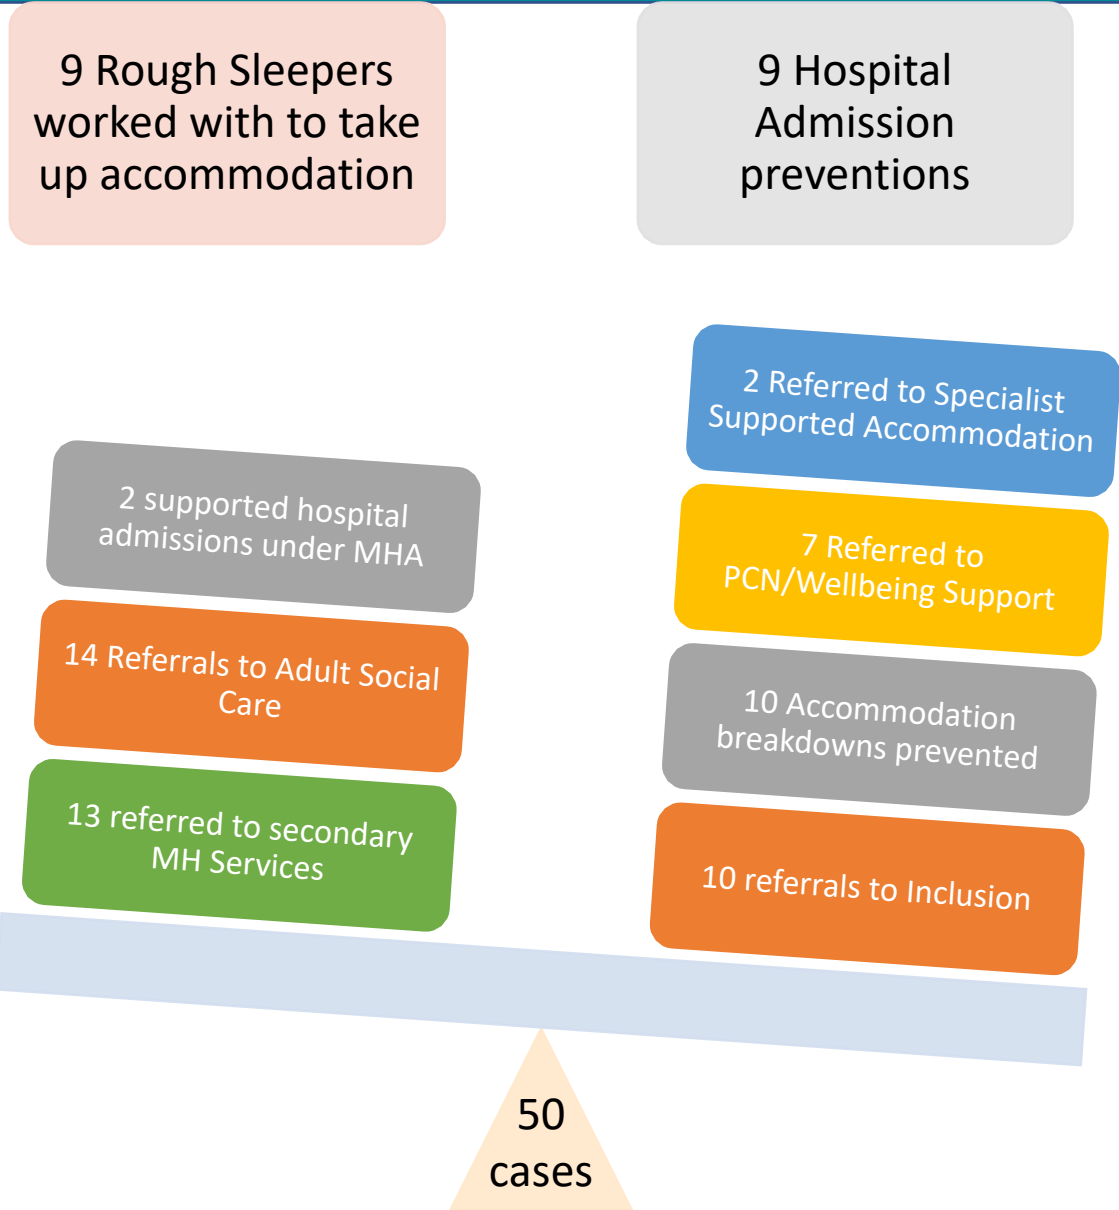 9 Rough Sleepers
worked with to take
up accommodation
9 Hospital
Admission
preventions
2 supported hospital
admissions under MHA
14 Referrals to Adult Social
Care
13 referred to secondary
MH Services
2 Referred to Specialist
Supported Accommodation
7 Referred to
PCN/Wellbeing Support
10 Accommodation
breakdowns prevented
10 referrals to Inclusion
50
cases